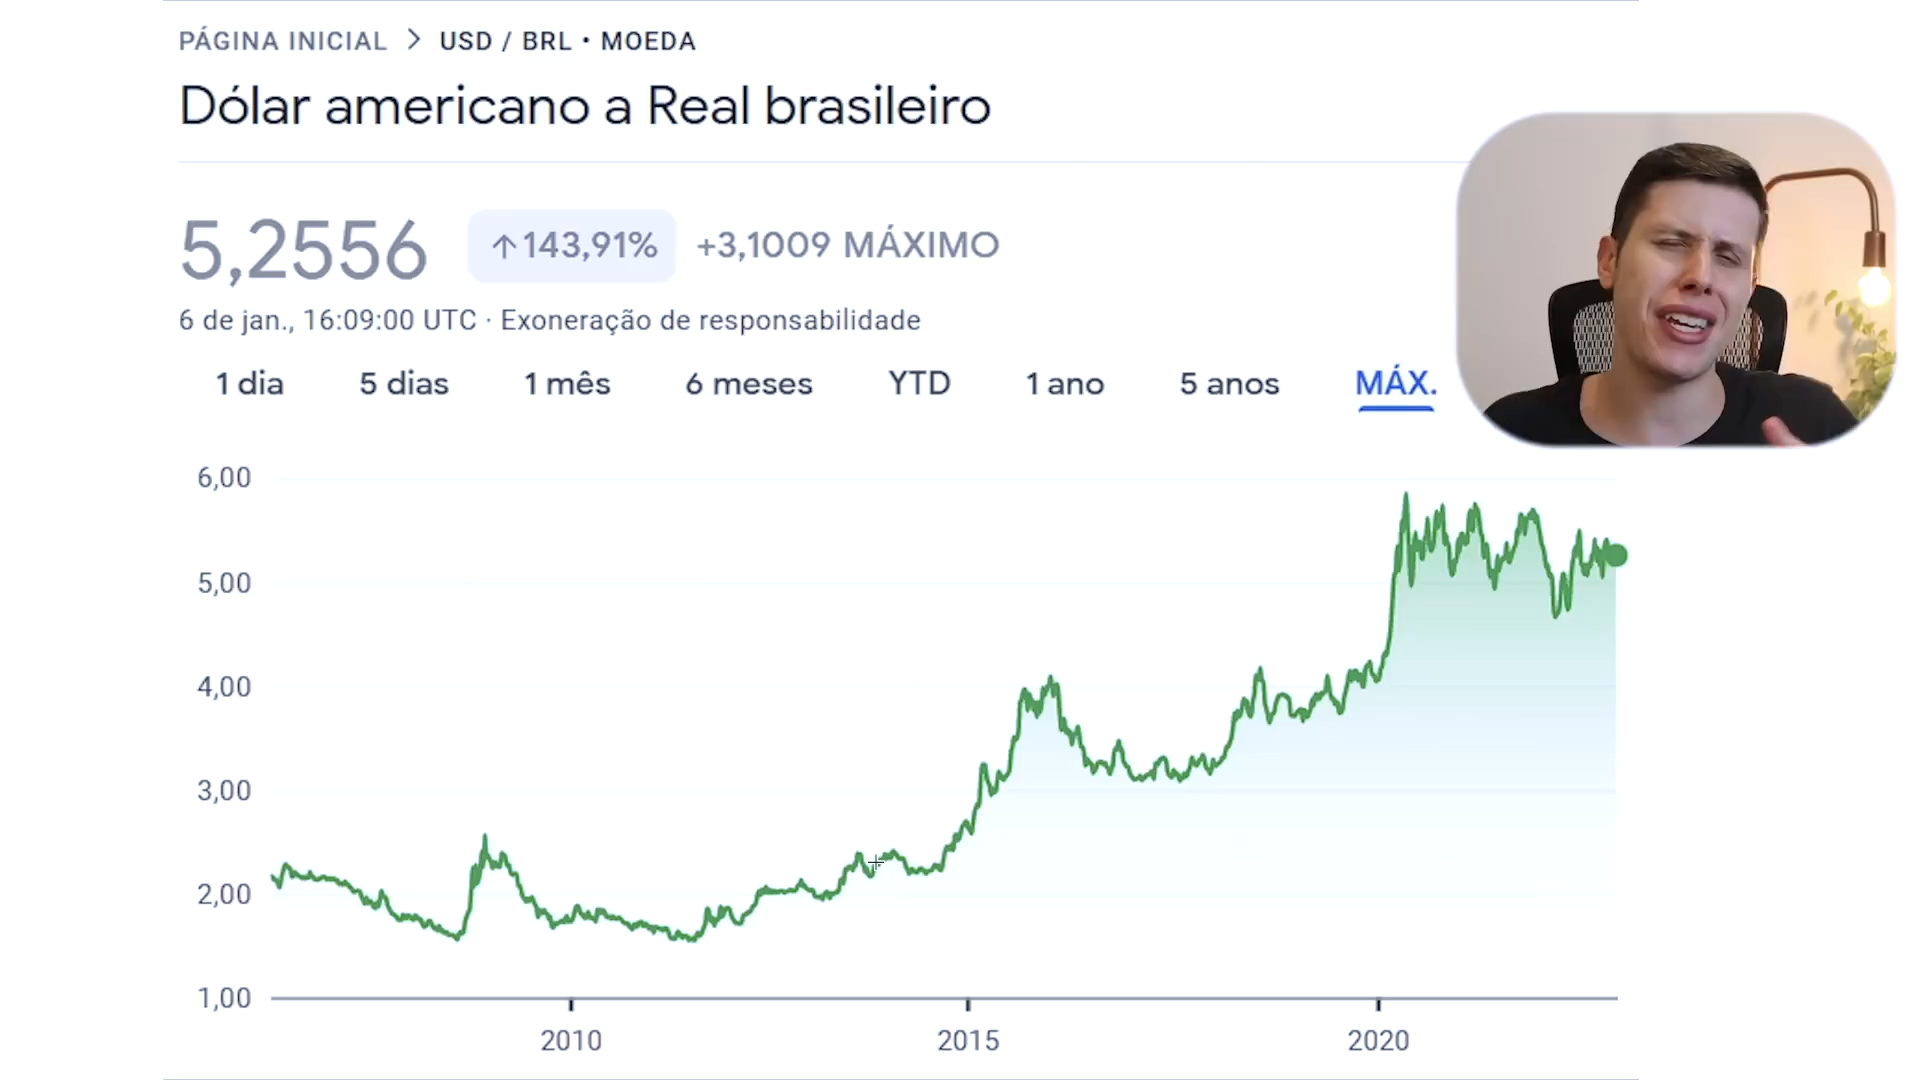 PÁGINA INICIAL > USD / BRL • MOEDA
Dólar americano a Real brasileiro
5,2556 ↑143,91% +3,1009 MÁXIMO
6 de jan., 16:09:00 UTC · Exoneração de responsabilidade
1 dia 5 dias 1 mês 6 meses YTD 1 ano 5 anos MÁX.
6,00
5,00
4,00
3,00
2,00
1,00
2010 2015 2020